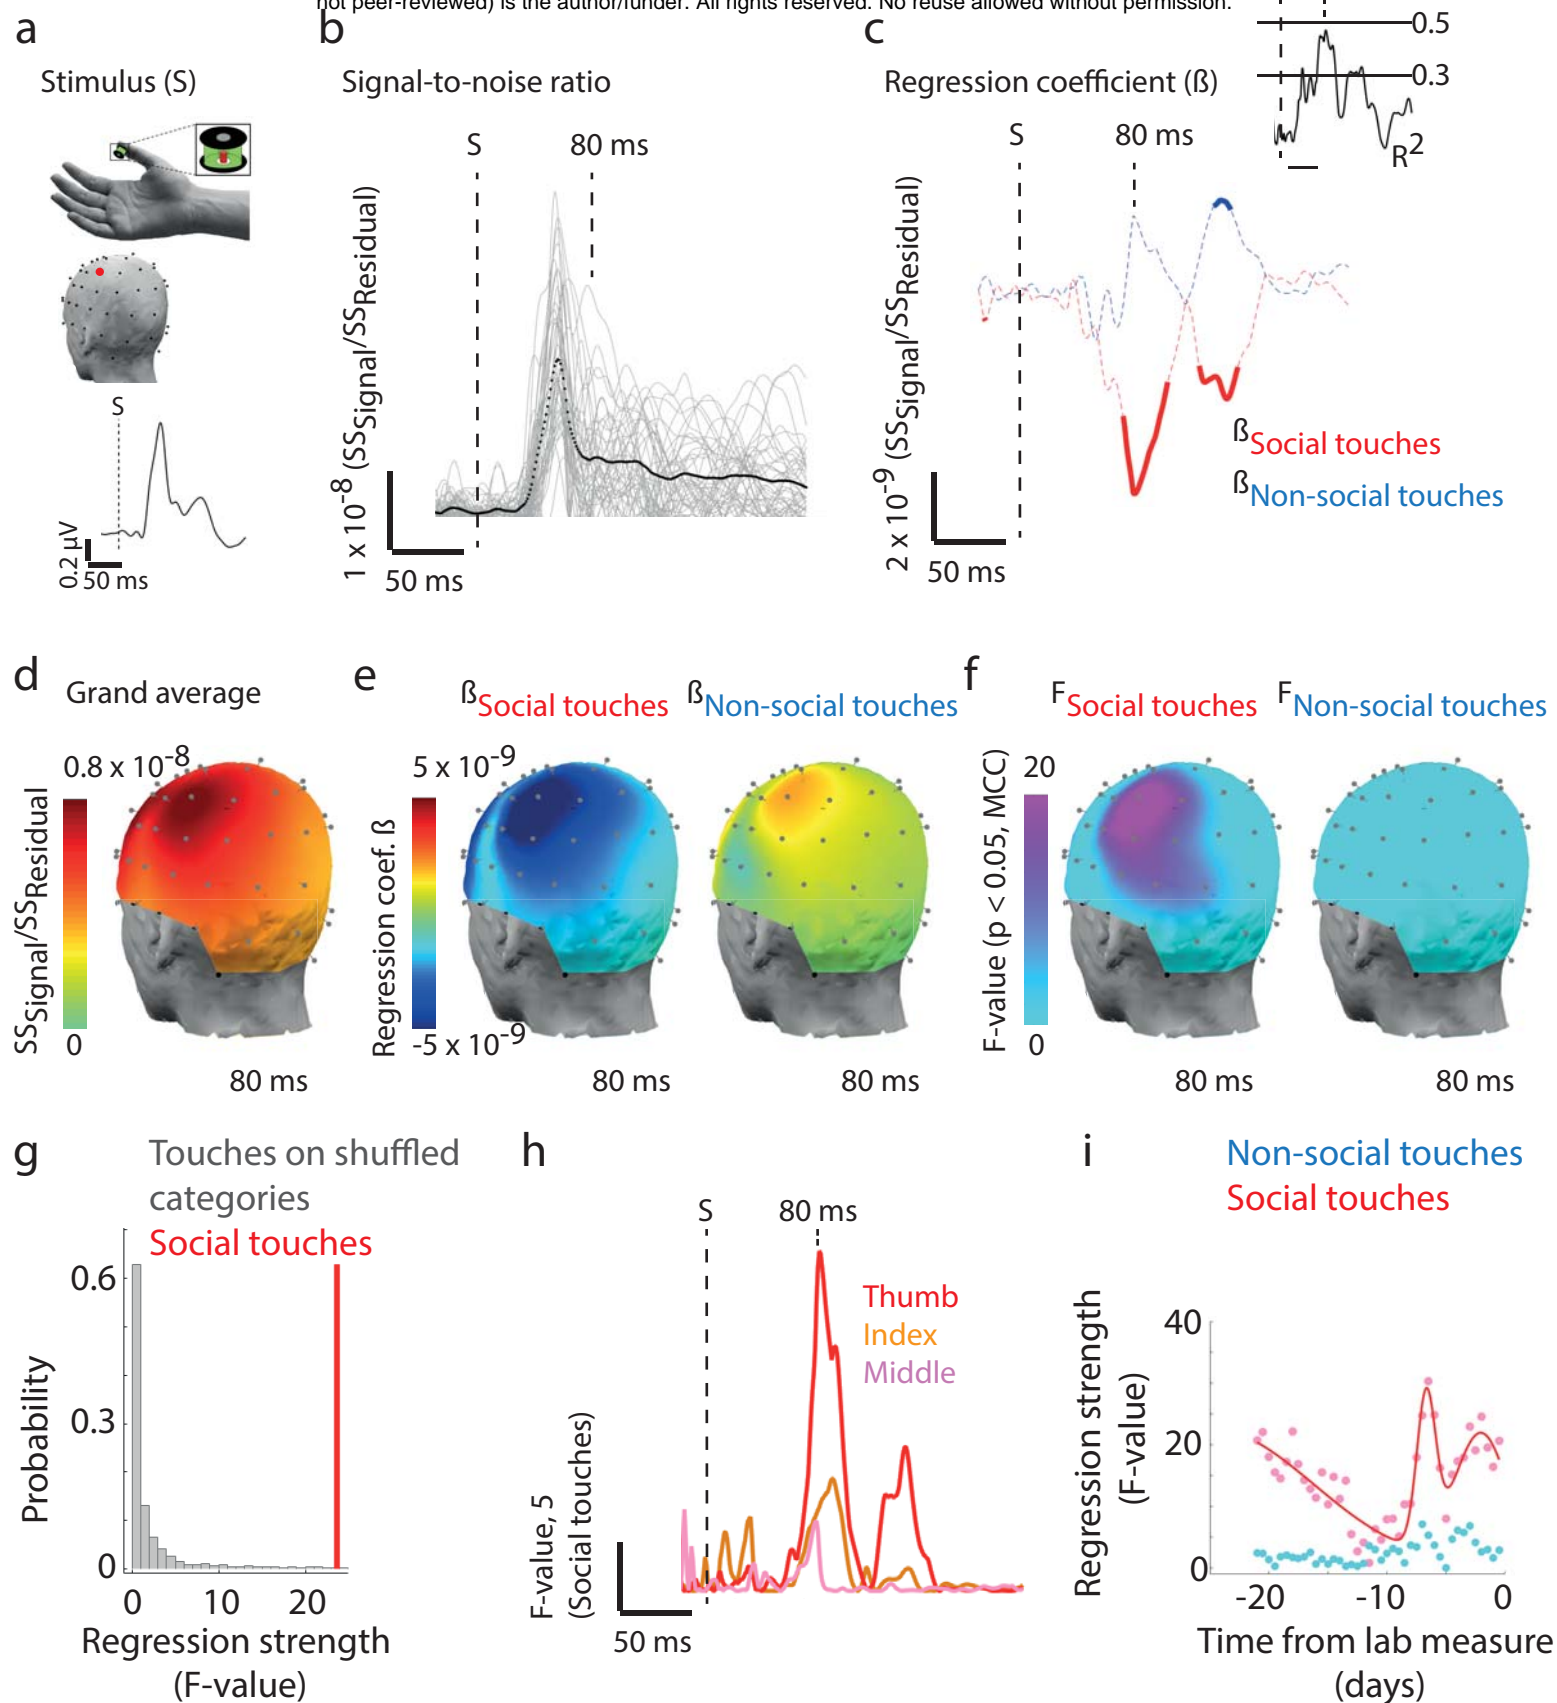 not peer-reviewed) is the author/funder. All rights reserved. No reuse allowed without permission.
a
Stimulus (S)
S
0.2 µV
50 ms
b
Signal-to-noise ratio
S
80 ms
1 x 10-8 (SSSignal/SSResidual)
50 ms
c
Regression coefficient (ß)
0.5
0.3
R2
S
80 ms
2 x 10-9 (SSSignal/SSResidual)
50 ms
ßSocial touches
ßNon-social touches
d
Grand average
0.8 x 10-8
SSSignal/SSResidual
0
80 ms
e
ßSocial touches
ßNon-social touches
5 x 10-9
Regression coef. ß
-5 x 10-9
80 ms
80 ms
f
FSocial touches
FNon-social touches
F-value (p < 0.05, MCC)
20
0
80 ms
80 ms
g
Touches on shuffled
categories
Social touches
Probability
0.6
0.3
0
0
10
20
Regression strength
(F-value)
h
S
80 ms
Thumb
Index
Middle
F-value, 5
(Social touches)
50 ms
i
Non-social touches
Social touches
Regression strength
(F-value)
40
20
0
-20
-10
0
Time from lab measure
(days)